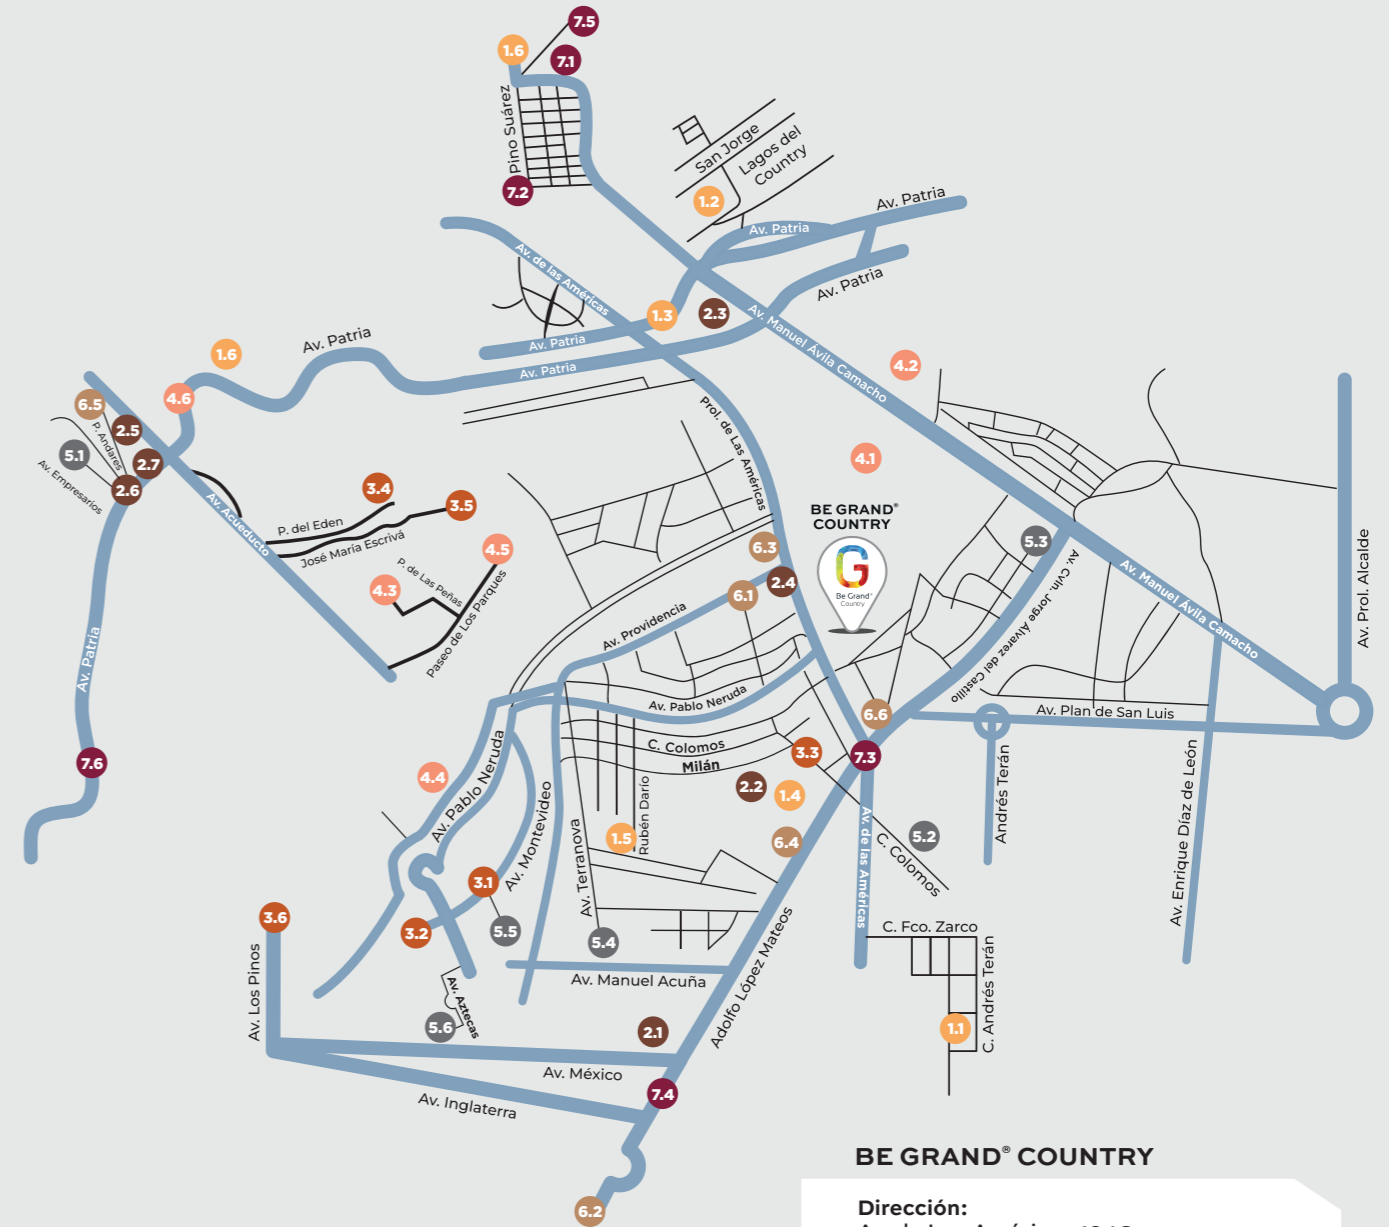 7.5
1.6
7.1
Pino Suárez
7.2
San Jorge
Lagos del
Country
1.2
Av. Patria
Av. Patria
Av. de las Américas
Av. Patria
1.3
2.3
Av. Manuel Ávila Camacho
Av. Patria
Av. Patria
1.6
Av. Patria
4.2
4.6
6.5
2.5
P. Andares
5.1
2.7
Av. Empresarios
2.6
Prol. de Las Américas
4.1
Av. Acueducto
3.4
3.5
P. del Eden
José María Escrivá
4.5
P. de Las Peñas
4.3
Paseo de Los Parques
BE GRAND®
COUNTRY
G
Be Grand®
Country
6.3
2.4
6.1
Av. Providencia
5.3
Av. Cvln. Jorge Álvarez del Castillo
Av. Manuel Ávila Camacho
Av. Prol. Alcalde
Av. Patria
Av. Pablo Neruda
6.6
Av. Plan de San Luis
C. Colomos
Milán
3.3
7.3
7.6
4.4
Av. Pablo Neruda
Av. Montevideo
2.2
1.4
Rubén Darío
1.5
6.4
Av. Terranova
Av. de las Américas
5.2
C. Colomos
Andrés Terán
Av. Enrique Díaz de León
3.1
3.2
5.5
5.4
3.6
Av. Los Pinos
C. Fco. Zarco
C. Andrés Terán
1.1
Av. Manuel Acuña
Adolfo López Mateos
Av. Aztecas
5.6
2.1
Av. México
7.4
Av. Inglaterra
6.2
BE GRAND® COUNTRY
Dirección: